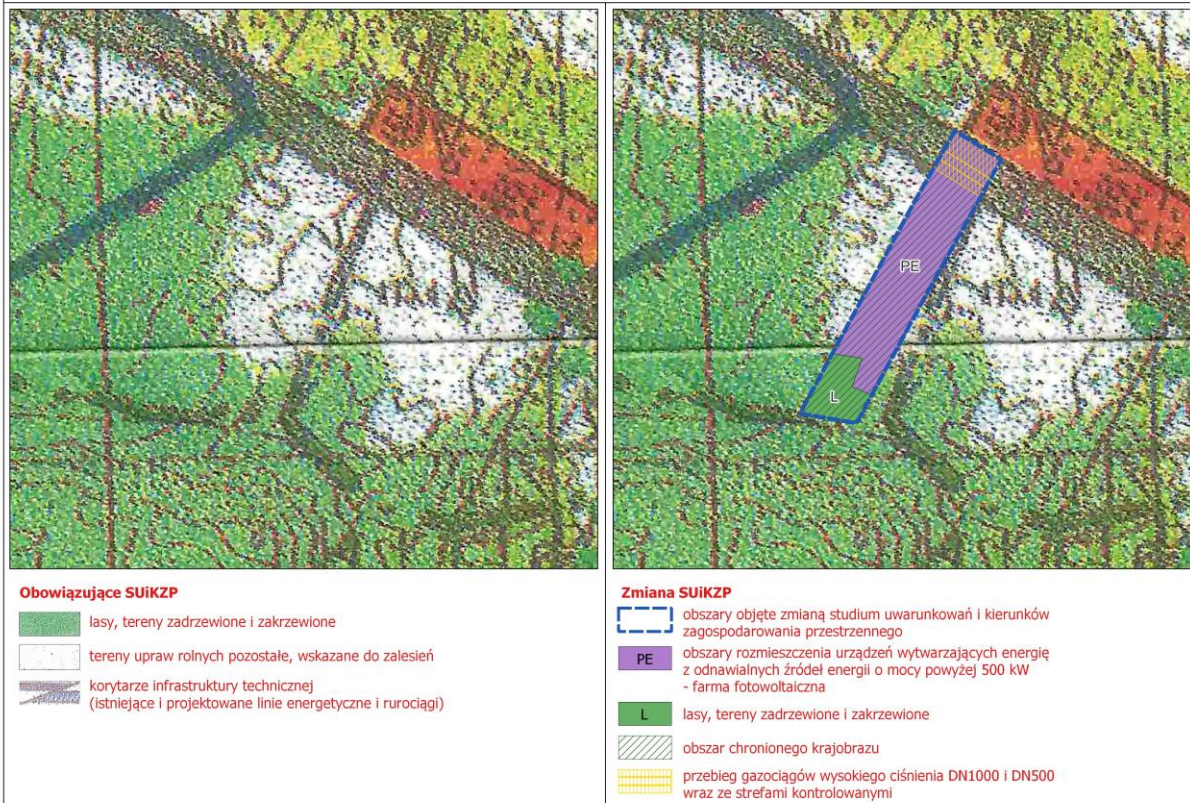 PE
L
Obowiązujące SUiKZP
lasy, tereny zadrzewione i zakrzewione
tereny upraw rolnych pozostałe, wskazane do zalesień
korytarze infrastruktury technicznej
(istniejące i projektowane linie energetyczne i rurociągi)
Zmiana SUiKZP
obszary objęte zmianą studium uwarunkowań i kierunków
zagospodarowania przestrzennego
PE
obszary rozmieszczenia urządzeń wytwarzających energię
z odnawialnych źródeł energii o mocy powyżej 500 kW
- farma fotowoltaiczna
L
lasy, tereny zadrzewione i zakrzewione
obszar chronionego krajobrazu
przebieg gazociągów wysokiego ciśnienia DN1000 i DN500
wraz ze strefami kontrolowanymi